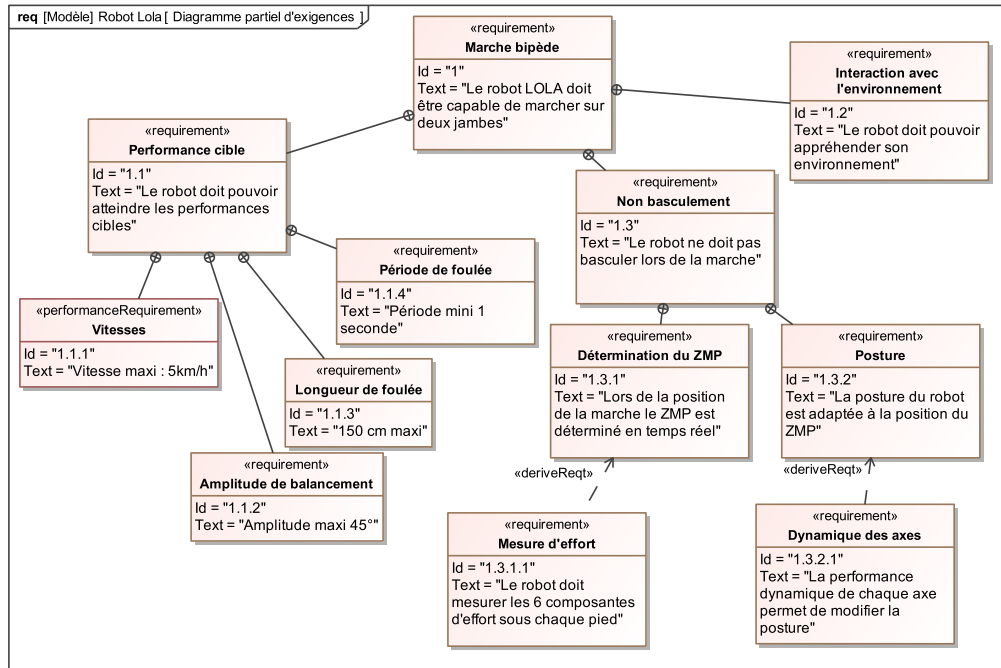 req [Modèle] Robot Lola [ Diagramme partiel d'exigences ]
«requirement»
Marche bipède
Id = "1"
Text = "Le robot LOLA doit
être capable de marcher sur
deux jambes"
«requirement»
Interaction avec
l'environnement
Id = "1.2"
Text = "Le robot doit pouvoir
appréhender son
environnement"
«requirement»
Performance cible
Id = "1.1"
Text = "Le robot doit pouvoir
atteindre les performances
cibles"
«requirement»
Non basculement
Id = "1.3"
Text = "Le robot ne doit pas
basculer lors de la marche"
«requirement»
Période de foulée
Id = "1.1.4"
Text = "Période mini 1
seconde"
«performanceRequirement»
Vitesses
Id = "1.1.1"
Text = "Vitesse maxi : 5km/h"
«requirement»
Longueur de foulée
Id = "1.1.3"
Text = "150 cm maxi"
«requirement»
Amplitude de balancement
Id = "1.1.2"
Text = "Amplitude maxi 45°"
«requirement»
Détermination du ZMP
Id = "1.3.1"
Text = "Lors de la position
de la marche le ZMP est
déterminé en temps réel"
«requirement»
Posture
Id = "1.3.2"
Text = "La posture du robot
est adaptée à la position du
ZMP"
«deriveReqt»
«deriveReqt»
«requirement»
Mesure d'effort
Id = "1.3.1.1"
Text = "Le robot doit
mesurer les 6 composantes
d'effort sous chaque pied"
«requirement»
Dynamique des axes
Id = "1.3.2.1"
Text = "La performance
dynamique de chaque axe
permet de modifier la
posture"